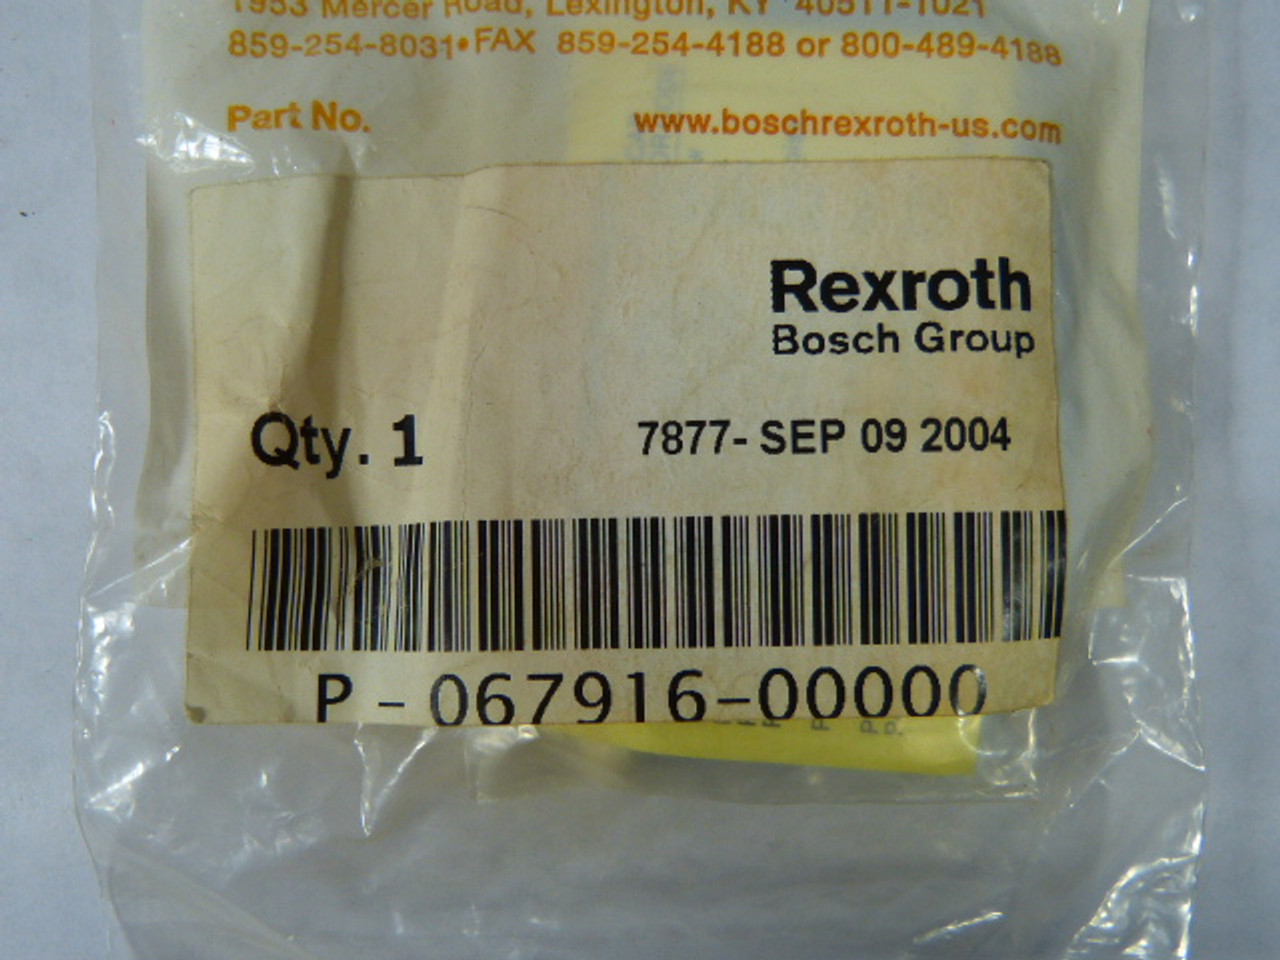 1953 Mercer Road, Lexington, KY 40511-1021
859-254-8031•FAX 859-254-4188 or 800-489-4188
Part No. www.boschrexroth-us.com
Rexroth
Bosch Group
Qty. 1 7877- SEP 09 2004
P-067916-00000